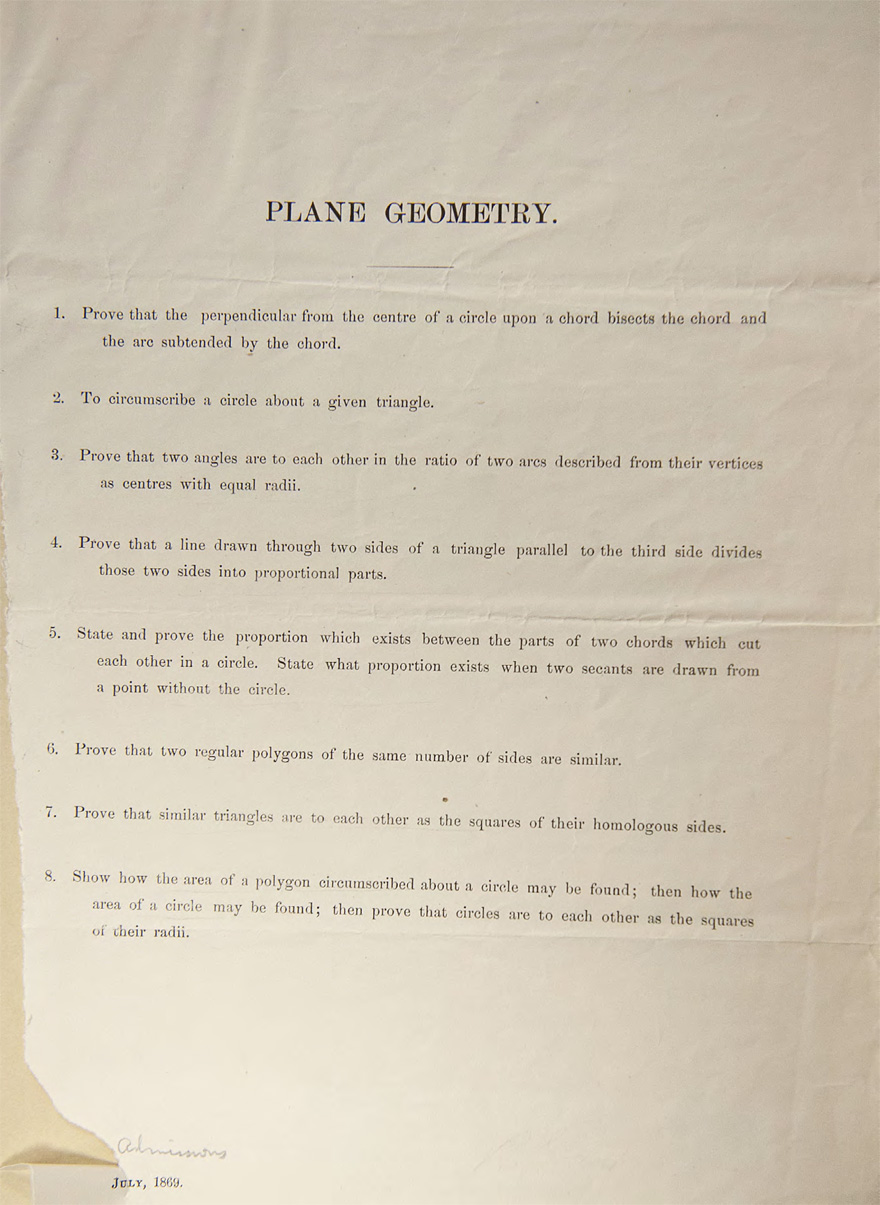 PLANE GEOMETRY.
1. Prove that the perpendicular from the centre of a circle upon a chord bisects the chord and
the arc subtended by the chord.
2. To circumscribe a circle about a given triangle.
3. Prove that two angles are to each other in the ratio of two arcs described from their vertices
as centres with equal radii.
4. Prove that a line drawn through two sides of a triangle parallel to the third side divides
those two sides into proportional parts.
5. State and prove the proportion which exists between the parts of two chords which cut
each other in a circle. State what proportion exists when two secants are drawn from
a point without the circle.
6. Prove that two regular polygons of the same number of sides are similar.
7. Prove that similar triangles are to each other as the squares of their homologous sides.
8. Show how the area of a polygon circumscribed about a circle may be found; then how the
area of a circle may be found; then prove that circles are to each other as the squares
of their radii.
Admissions
JULY, 1869.